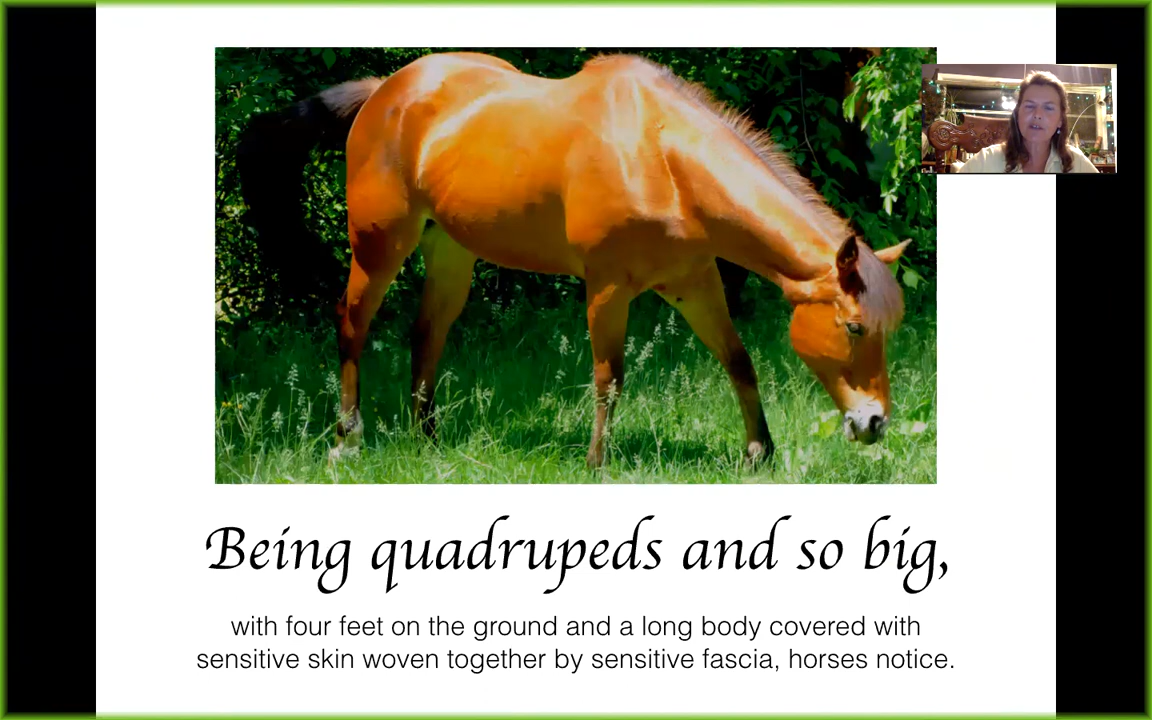 Being quadrupeds and so big,
with four feet on the ground and a long body covered with
sensitive skin woven together by sensitive fascia, horses notice.